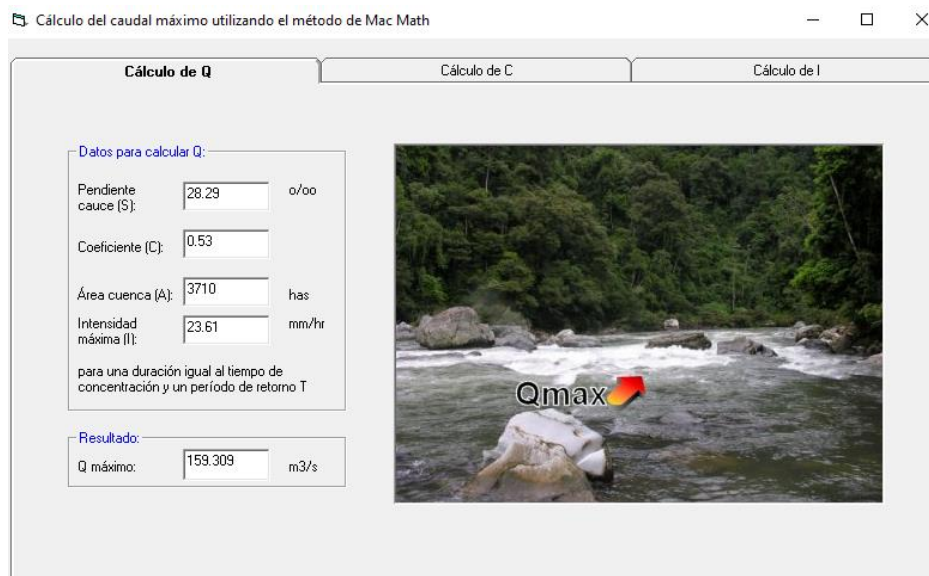 Cálculo del caudal máximo utilizando el método de Mac Math
Cálculo de Q
Cálculo de C
Cálculo de I
Datos para calcular Q:
Pendiente
cauce (S):
28.29
o/oo
Coeficiente (C):
0.53
Área cuenca (A):
3710
has
Intensidad
máxima (I):
23.61
mm/hr
para una duración igual al tiempo de
concentración y un período de retorno T
Resultado:
Q máximo:
159.309
m3/s
Qmax